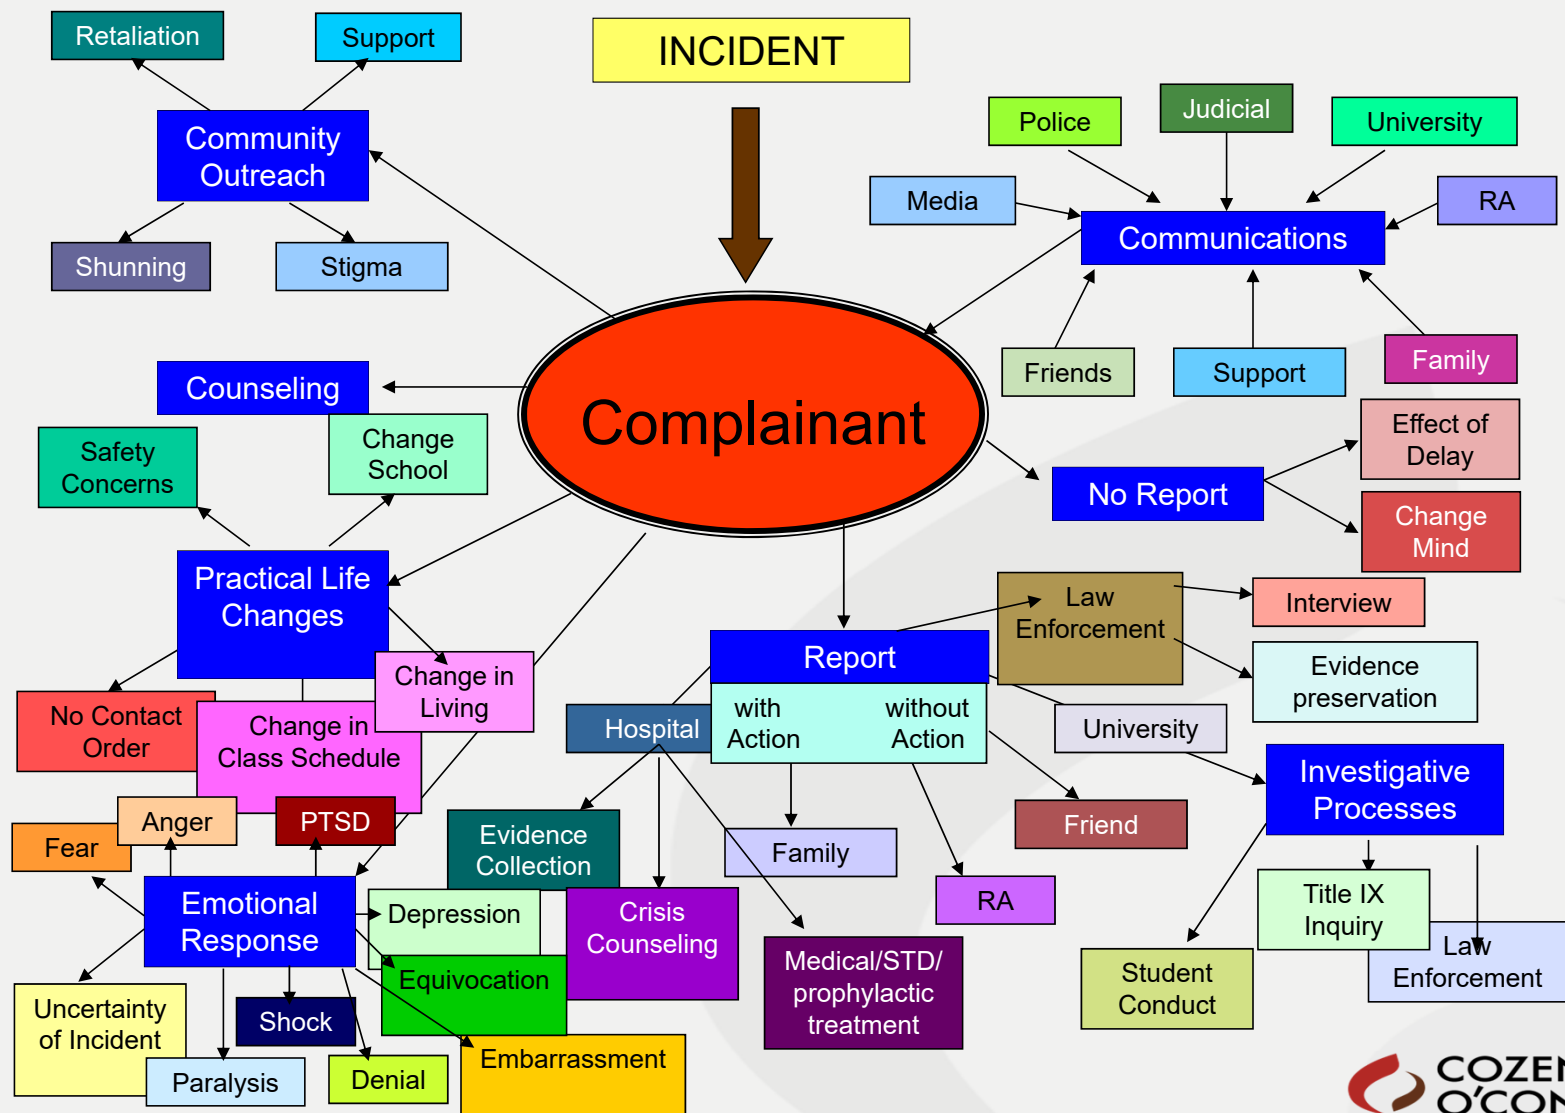 Retaliation
Support
INCIDENT
Community
Outreach
Shunning
Stigma
Police
Judicial
University
Media
RA
Communications
Friends
Support
Family
Counseling
Complainant
Safety
Concerns
Change
School
Effect of
Delay
No Report
Change
Mind
Practical Life
Changes
No Contact
Order
Change in
Class Schedule
Change in
Living
Report
with
Action
without
Action
Law
Enforcement
Interview
Evidence
preservation
Hospital
University
Investigative
Processes
Evidence
Collection
Crisis
Counseling
Medical/STD/
prophylactic
treatment
Family
RA
Friend
Student
Conduct
Title IX
Inquiry
Law
Enforcement
Anger
PTSD
Fear
Emotional
Response
Depression
Equivocation
Uncertainty
of Incident
Shock
Paralysis
Denial
Embarrassment
COZEN
O'CON